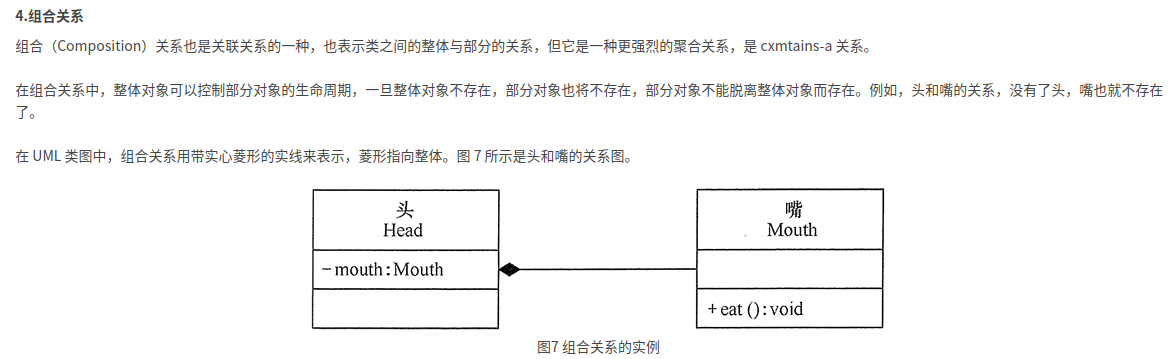 4.组合关系
组合（Composition）关系也是关联关系的一种，也表示类之间的整体与部分的关系，但它是一种更强烈的聚合关系，是 cxmtains-a 关系。
在组合关系中，整体对象可以控制部分对象的生命周期，一旦整体对象不存在，部分对象也将不存在，部分对象不能脱离整体对象而存在。例如，头和嘴的关系，没有了头，嘴也就不存在
了。
在 UML 类图中，组合关系用带实心菱形的实线来表示，菱形指向整体。图 7 所示是头和嘴的关系图。
头
Head
-mouth:Mouth
嘴
Mouth
+eat():void
图7 组合关系的实例